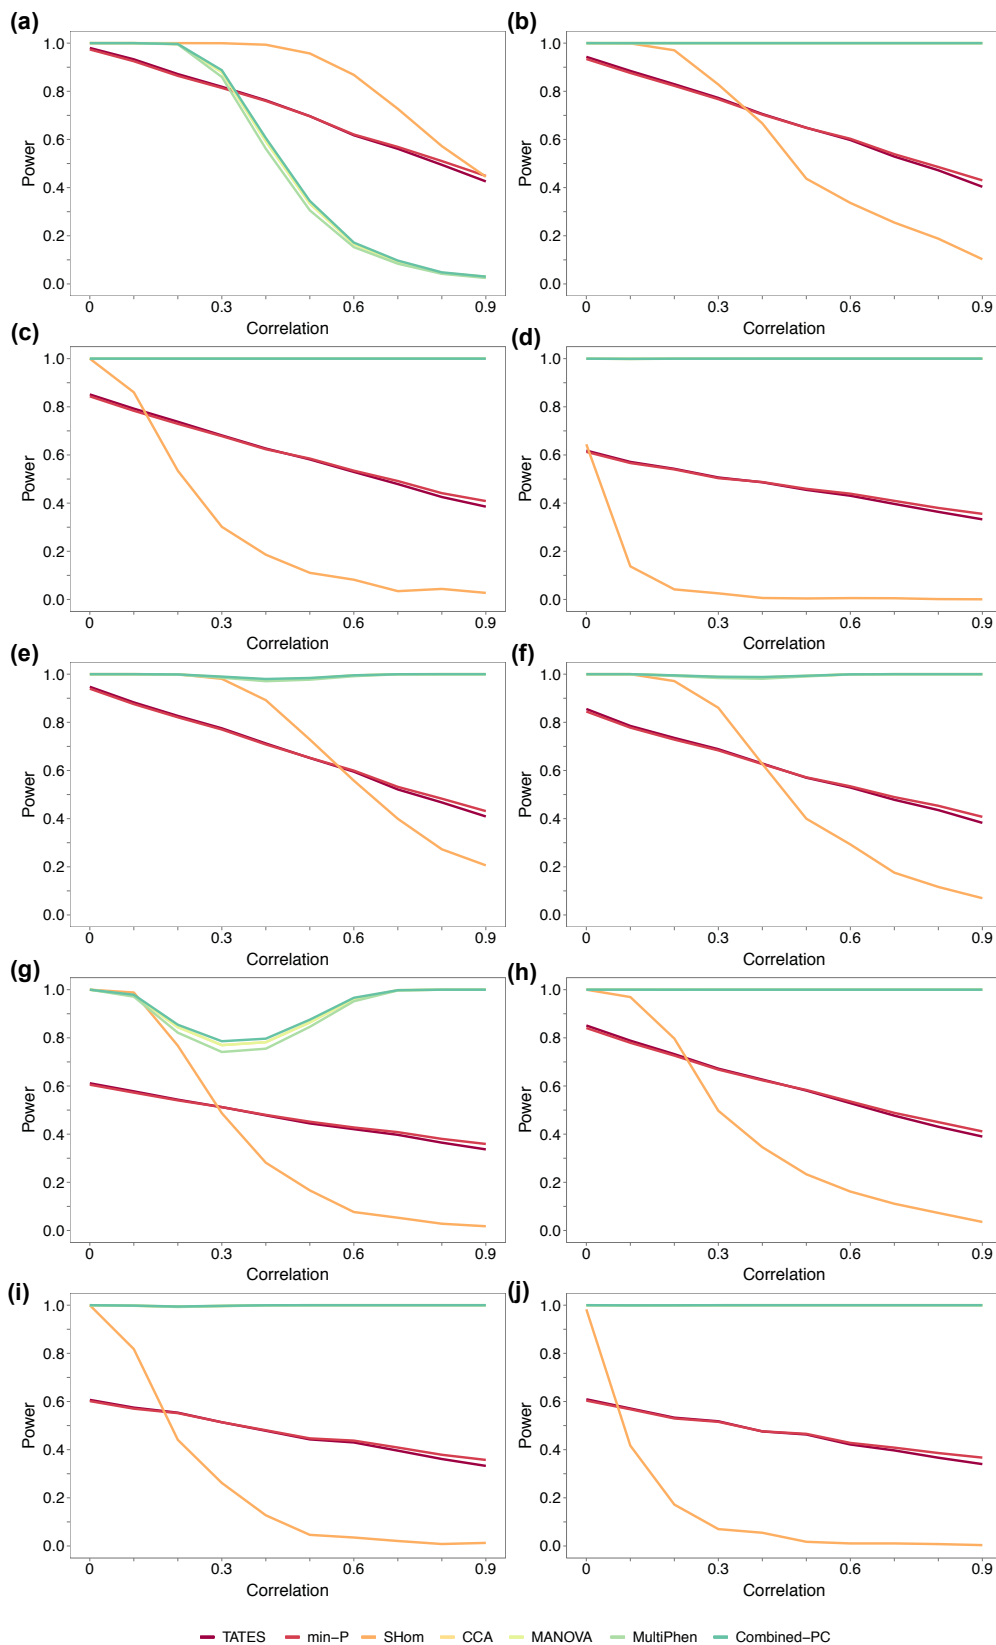 (a) (b)
1.0 1.0
0.8 0.8
0.6 0.6
Power Power
0.4 0.4
0.2 0.2
0.0 0.0
0 0.3 0.6 0.9 0 0.3 0.6 0.9
Correlation Correlation
(c) (d)
1.0 1.0
0.8 0.8
0.6 0.6
Power Power
0.4 0.4
0.2 0.2
0.0 0.0
0 0.3 0.6 0.9 0 0.3 0.6 0.9
Correlation Correlation
(e) (f)
1.0 1.0
0.8 0.8
0.6 0.6
Power Power
0.4 0.4
0.2 0.2
0.0 0.0
0 0.3 0.6 0.9 0 0.3 0.6 0.9
Correlation Correlation
(g) (h)
1.0 1.0
0.8 0.8
0.6 0.6
Power Power
0.4 0.4
0.2 0.2
0.0 0.0
0 0.3 0.6 0.9 0 0.3 0.6 0.9
Correlation Correlation
(i) (j)
1.0 1.0
0.8 0.8
0.6 0.6
Power Power
0.4 0.4
0.2 0.2
0.0 0.0
0 0.3 0.6 0.9 0 0.3 0.6 0.9
Correlation Correlation
TATES min−P SHom CCA MANOVA MultiPhen Combined−PC